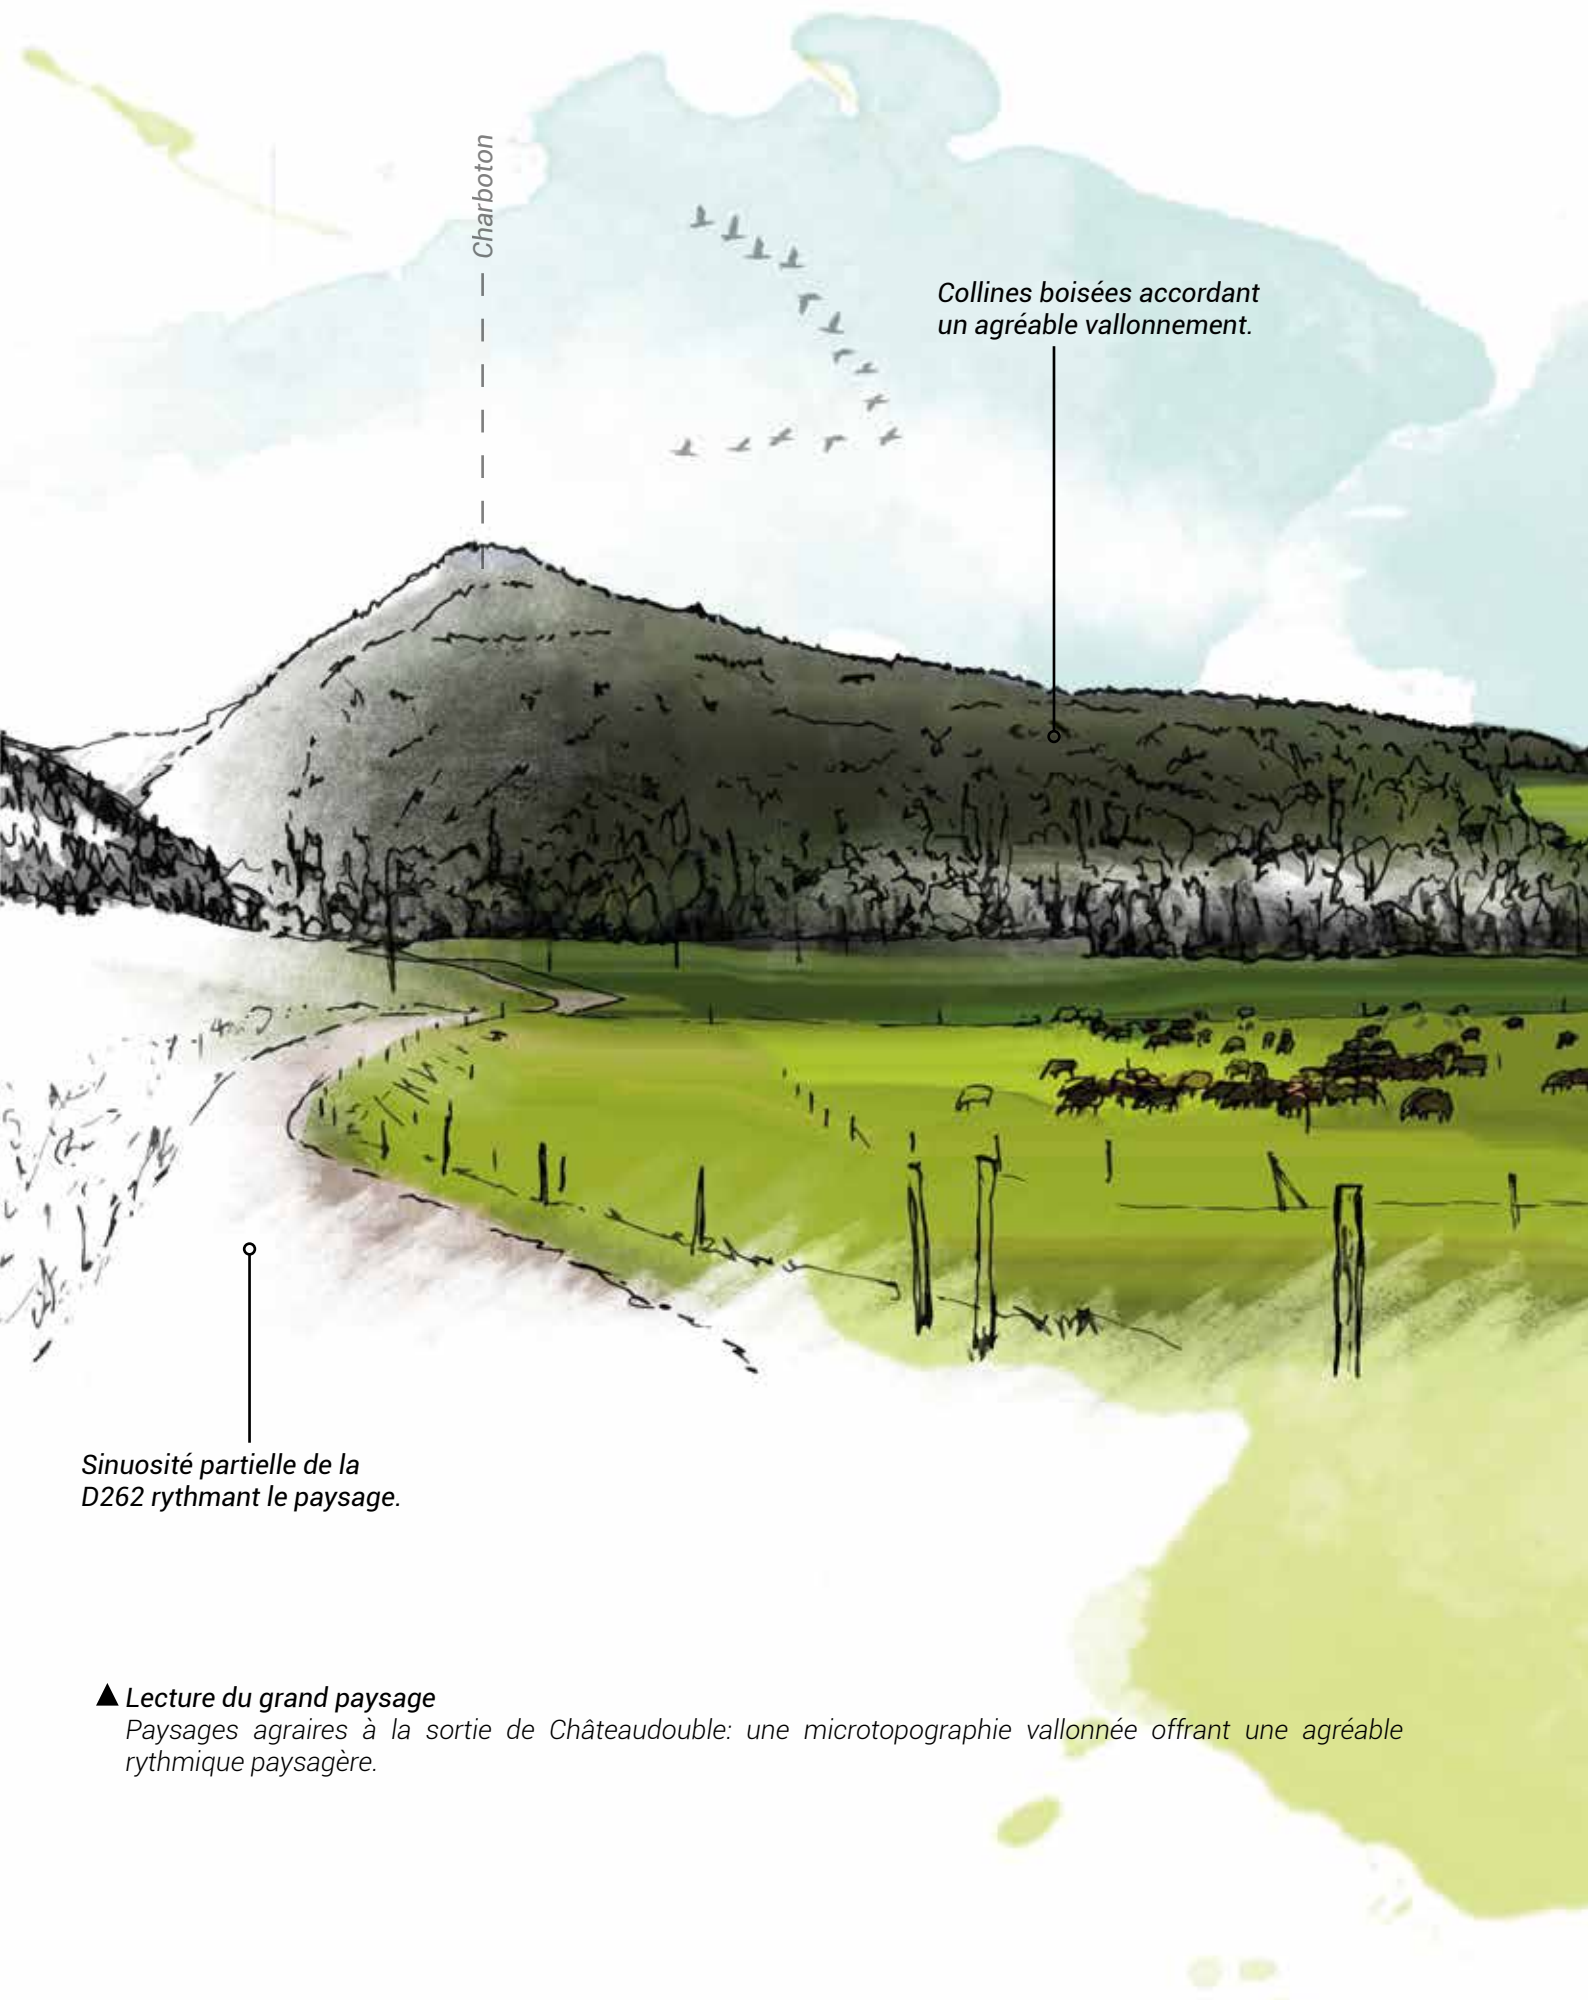 Charboton
Collines boisées accordant
un agréable vallonnement.
Sinuosité partielle de la
D262 rythmant le paysage.
▲ Lecture du grand paysage
Paysages agraires à la sortie de Châteaudouble: une microtopographie vallonnée offrant une agréable
rythmique paysagère.